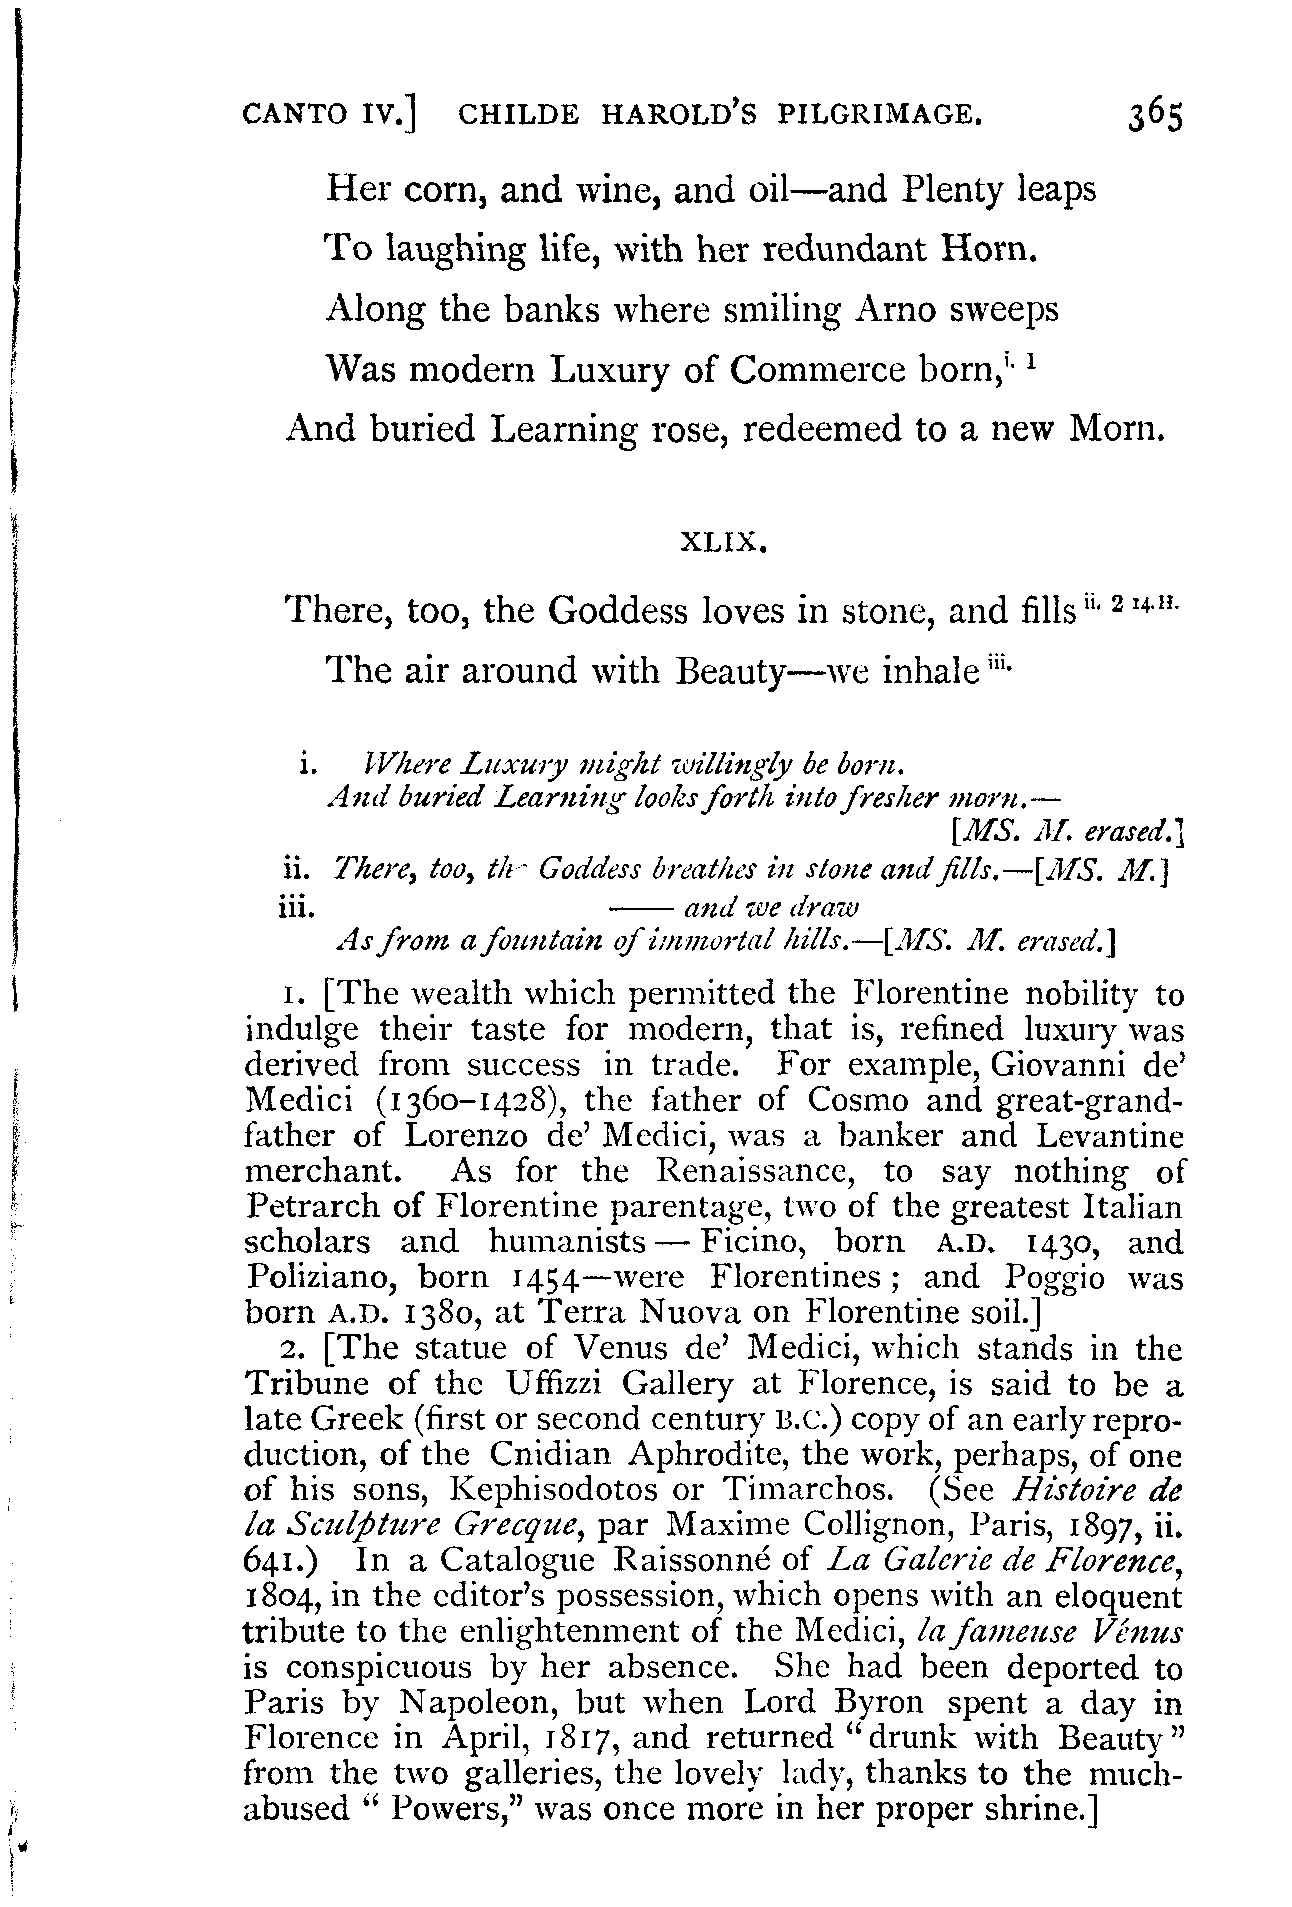 CANTO IV.] CHILDE HAROLD'S PILGRIMAGE. 365
Her corn, and wine, and oil—and Plenty leaps
To laughing life, with her redundant Horn.
Along the banks where smiling Arno sweeps
Was modern Luxury of Commerce born,i. 1
And buried Learning rose, redeemed to a new Morn.
XLIX.
There, too, the Goddess loves in stone, and fills ii. 2 14.H.
The air around with Beauty—we inhale iii.
i. Where Luxury might willingly be born.
And buried Learning looks forth into fresher morn.—
[MS. M. erased.]
ii. There, too, th- Goddess breathes in stone and fills.—[MS. M.]
iii. —— and we draw
As from a fountain of immortal hills.—[MS. M. erased.]
1. [The wealth which permitted the Florentine nobility to
indulge their taste for modern, that is, refined luxury was
derived from success in trade. For example, Giovanni de'
Medici (1360–1428), the father of Cosmo and great-grand-
father of Lorenzo de' Medici, was a banker and Levantine
merchant. As for the Renaissance, to say nothing of
Petrarch of Florentine parentage, two of the greatest Italian
scholars and humanists — Ficino, born A.D. 1430, and
Poliziano, born 1454—were Florentines ; and Poggio was
born A.D. 1380, at Terra Nuova on Florentine soil.]
2. [The statue of Venus de' Medici, which stands in the
Tribune of the Uffizzi Gallery at Florence, is said to be a
late Greek (first or second century B.C.) copy of an early repro-
duction, of the Cnidian Aphrodite, the work, perhaps, of one
of his sons, Kephisodotos or Timarchos. (See Histoire de
la Sculpture Grecque, par Maxime Collignon, Paris, 1897, ii.
641.) In a Catalogue Raissonné of La Galerie de Florence,
1804, in the editor's possession, which opens with an eloquent
tribute to the enlightenment of the Medici, la fameuse Vénus
is conspicuous by her absence. She had been deported to
Paris by Napoleon, but when Lord Byron spent a day in
Florence in April, 1817, and returned "drunk with Beauty"
from the two galleries, the lovely lady, thanks to the much-
abused " Powers," was once more in her proper shrine.]